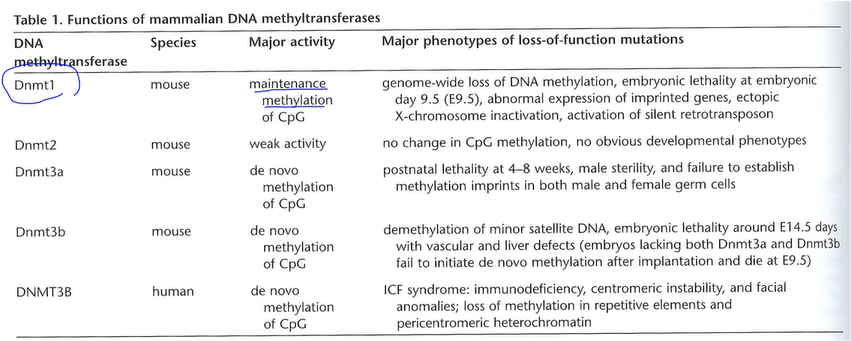 Table 1. Functions of mammalian DNA methyltransferases
DNA methyltransferase Species Major activity Major phenotypes of loss-of-function mutations
Dnmt1 mouse maintenance methylation of CpG genome-wide loss of DNA methylation, embryonic lethality at embryonic
day 9.5 (E9.5), abnormal expression of imprinted genes, ectopic
X-chromosome inactivation, activation of silent retrotransposon
Dnmt2 mouse weak activity no change in CpG methylation, no obvious developmental phenotypes
Dnmt3a mouse de novo methylation of CpG postnatal lethality at 4–8 weeks, male sterility, and failure to establish
methylation imprints in both male and female germ cells
Dnmt3b mouse de novo methylation of CpG demethylation of minor satellite DNA, embryonic lethality around E14.5 days
with vascular and liver defects (embryos lacking both Dnmt3a and Dnmt3b
fail to initiate de novo methylation after implantation and die at E9.5)
DNMT3B human de novo methylation of CpG ICF syndrome: immunodeficiency, centromeric instability, and facial
anomalies; loss of methylation in repetitive elements and
pericentromeric heterochromatin